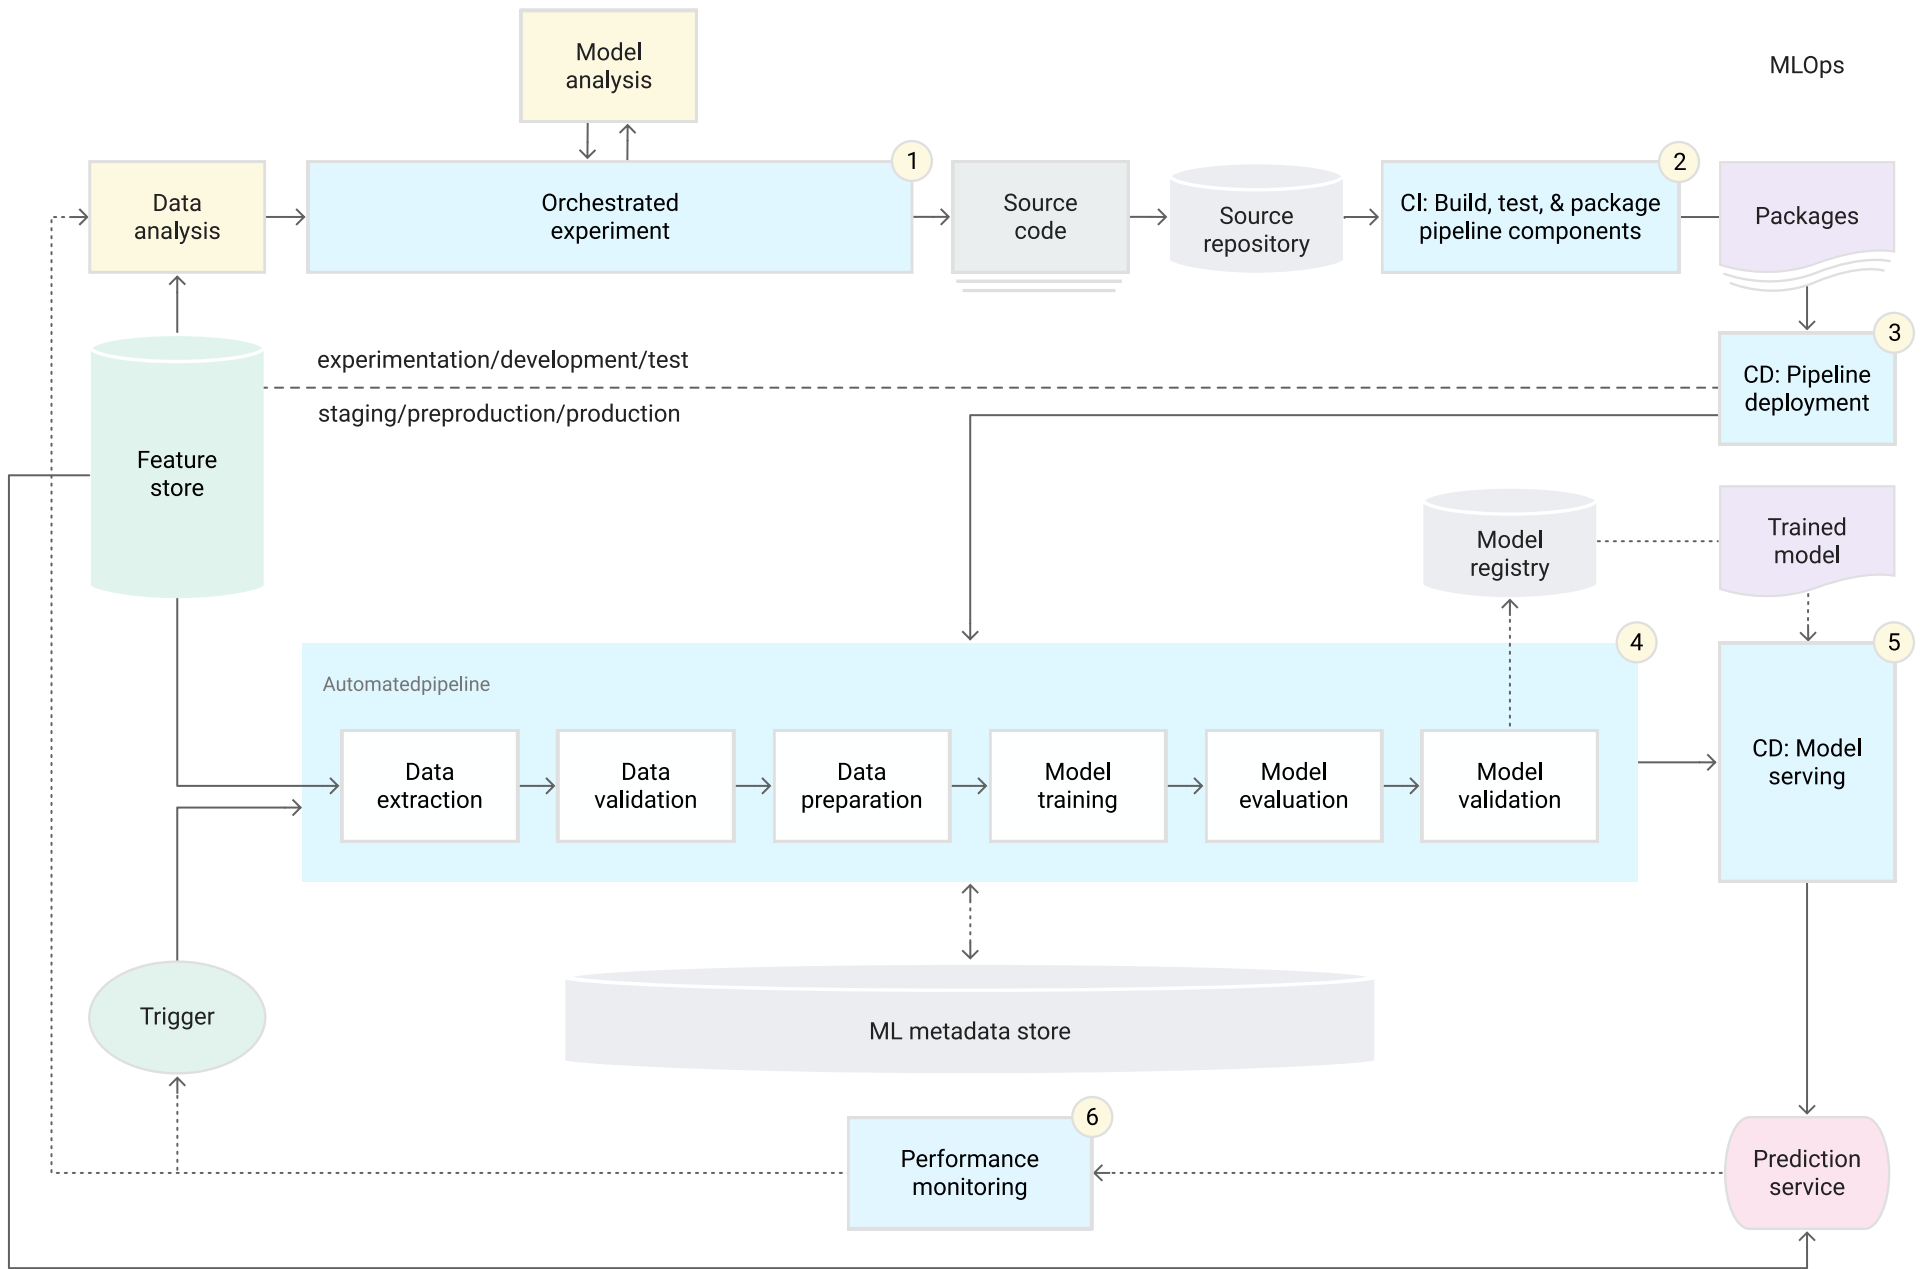 Model
analysis
MLOps
1
2
Data
analysis
Orchestrated
experiment
Source
code
Source
repository
CI: Build, test, & package
pipeline components
Packages
3
experimentation/development/test
CD: Pipeline
deployment
staging/preproduction/production
Feature
store
Model
registry
Trained
model
4
5
Automatedpipeline
Data
extraction
Data
validation
Data
preparation
Model
training
Model
evaluation
Model
validation
CD: Model
serving
Trigger
ML metadata store
6
Performance
monitoring
Prediction
service